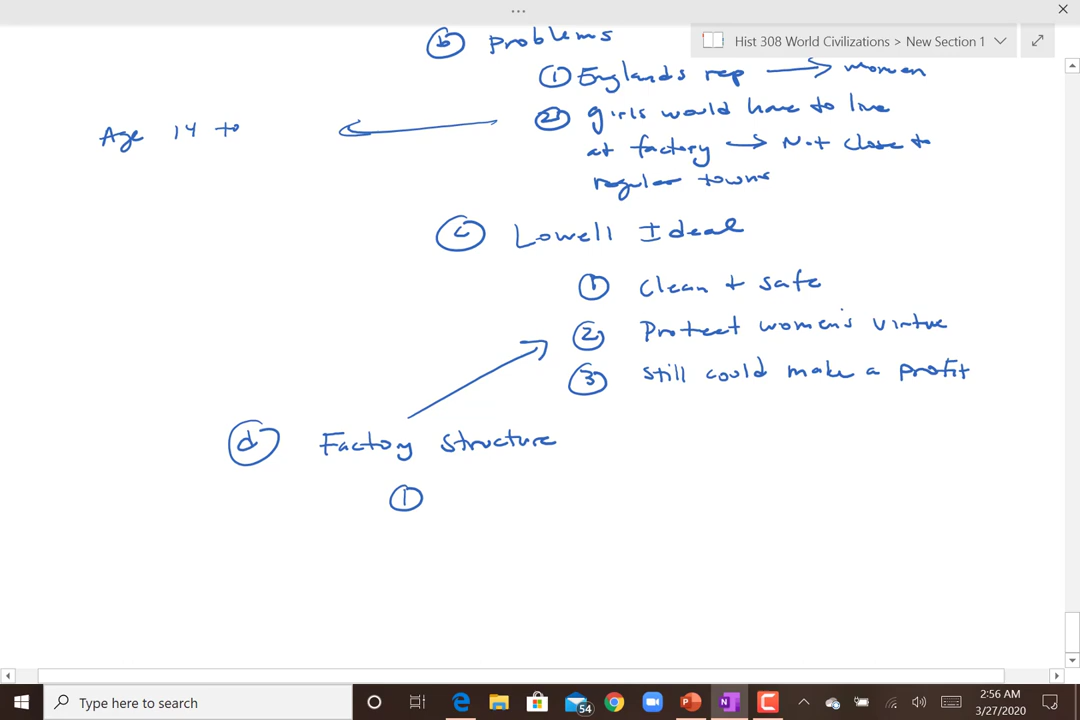 ...
b Problems
Hist 308 World Civilizations > New Section 1
1 Englands rep → women
2 girls would have to live
at factory → Not close to
regular towns
Age 14 to
c Lowell Ideal
1 Clean + safe
2 Protect women's virtue
3 Still could make a profit
d Factory Structure
1
Type here to search
54
2:56 AM
3/27/2020